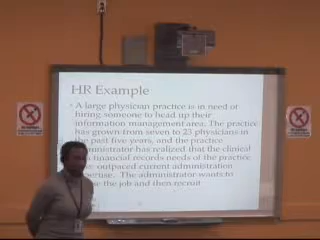 HR Example
A large physician practice is in need of
hiring someone to head up their
information management area. The practice
has grown from seven to 23 physicians in
the past five years, and the practice
administrator has realized that the clinical
financial records needs of the practice
outpaced current administration
The administrator wants to
the job and then recruit